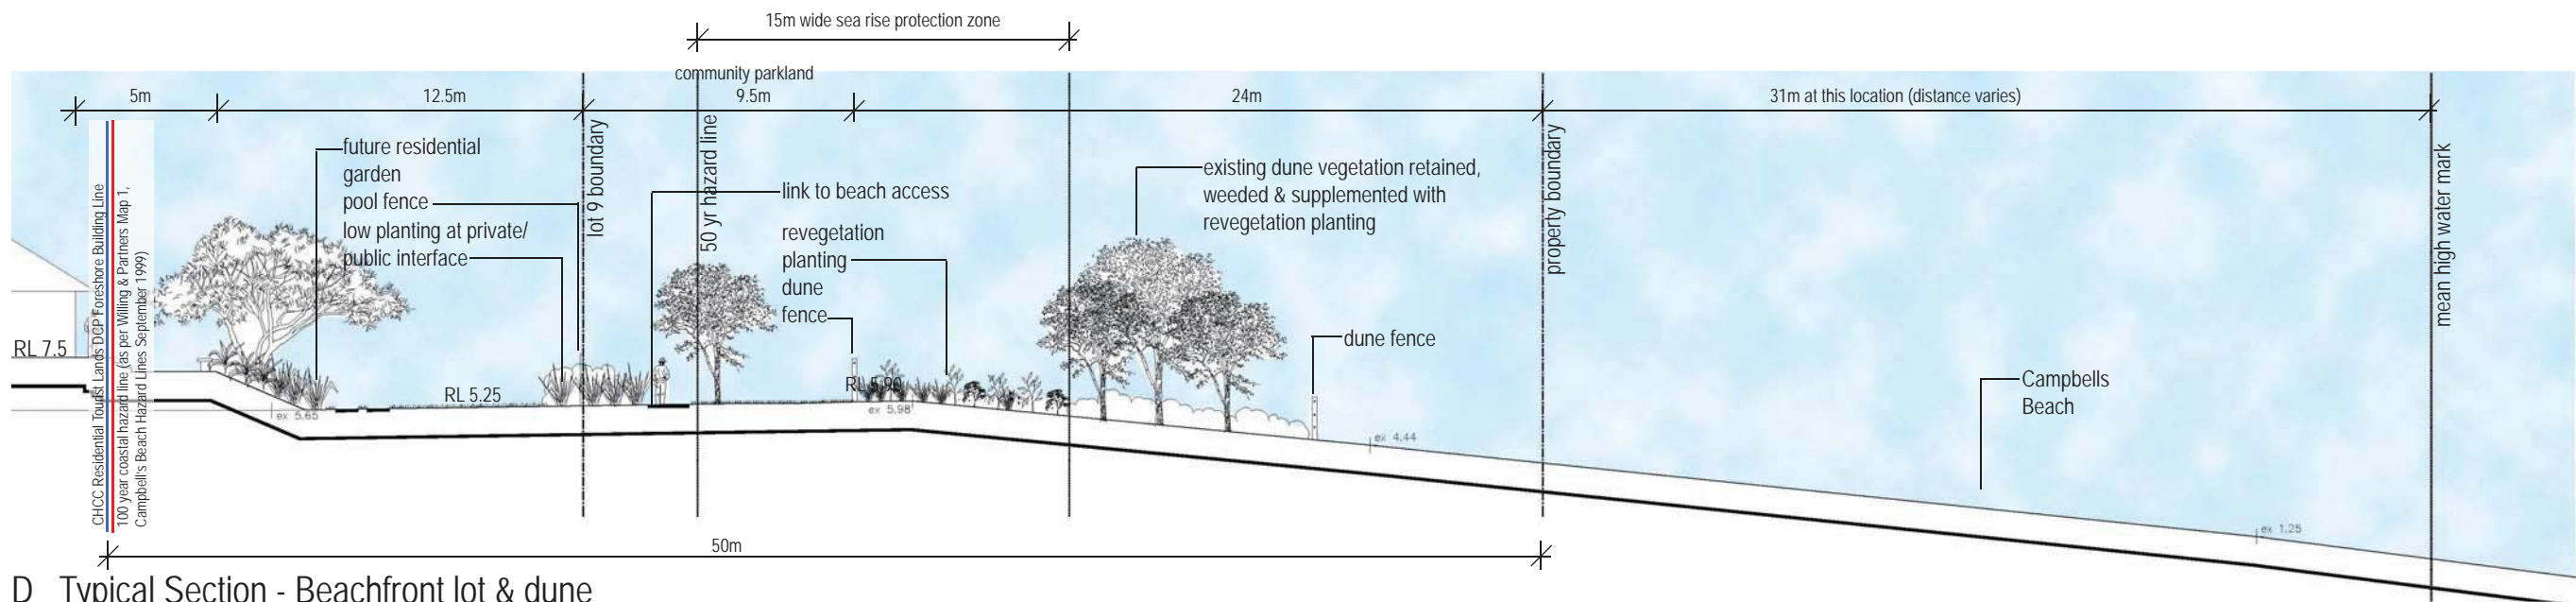 15m wide sea rise protection zone
community parkland
5m
12.5m
9.5m
24m
31m at this location (distance varies)
CHCC Residential Tourist Lands DCP Foreshore Building Line
100 year coastal hazard line (as per Willing & Partners Map 1,
Campbell's Beach Hazard Lines September 1999)
future residential
garden
pool fence
low planting at private/
public interface
lot 9 boundary
50 yr hazard line
link to beach access
revegetation
planting
dune
fence
existing dune vegetation retained,
weeded & supplemented with
revegetation planting
dune fence
property boundary
Campbells
Beach
mean high water mark
RL 7.5
RL 5.25
RL 5.90
ex 5.65
ex 5.98
ex 4.44
ex 1.25
50m
D Typical Section - Beachfront lot & dune